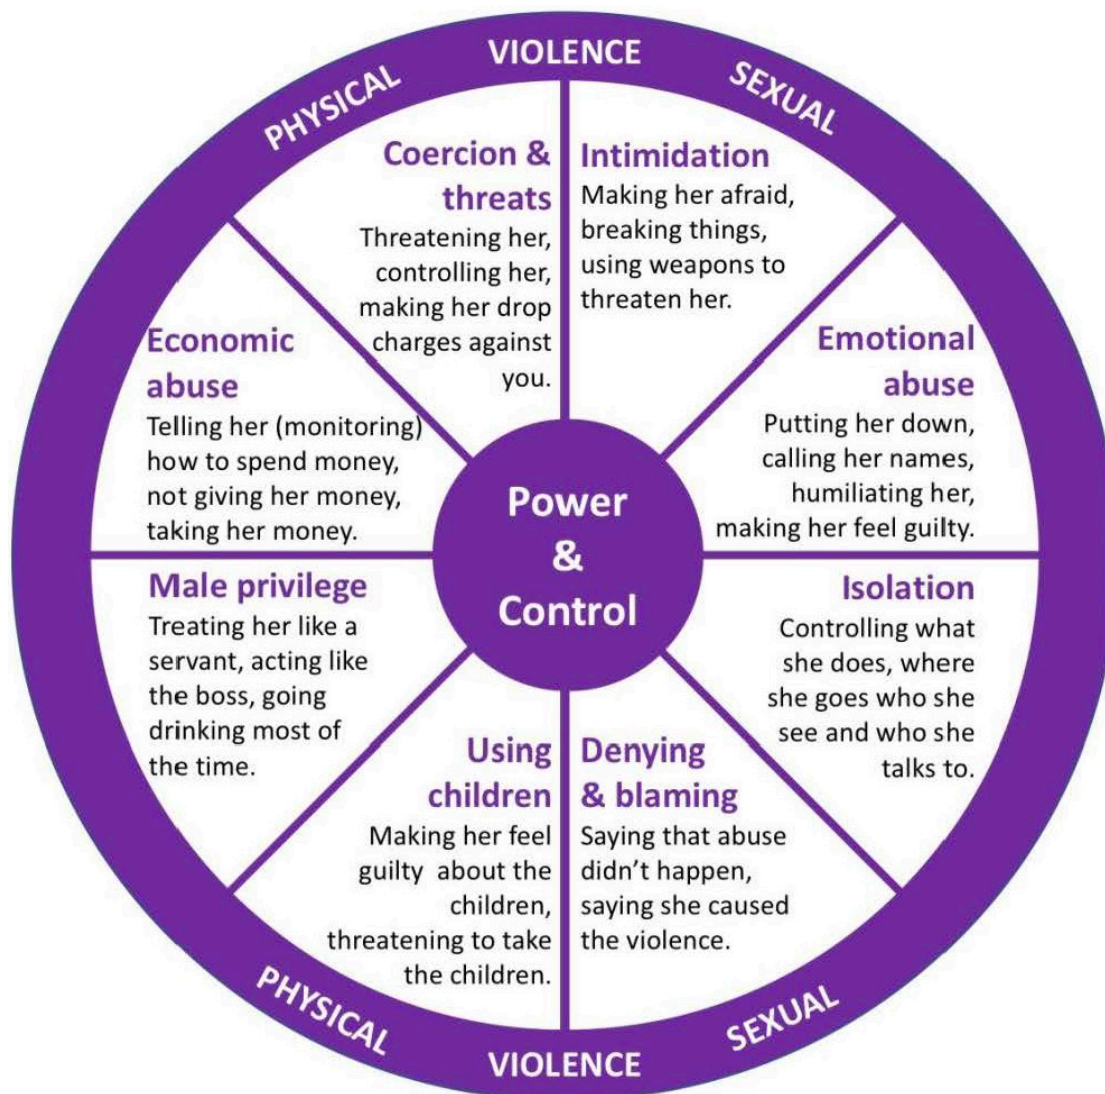 PHYSICAL
VIOLENCE
SEXUAL
Coercion &
threats
Threatening her,
controlling her,
making her drop
charges against
you.
Intimidation
Making her afraid,
breaking things,
using weapons to
threaten her.
Economic
abuse
Telling her (monitoring)
how to spend money,
not giving her money,
taking her money.
Emotional
abuse
Putting her down,
calling her names,
humiliating her,
making her feel guilty.
Power
&
Control
Male privilege
Treating her like a
servant, acting like
the boss, going
drinking most of
the time.
Isolation
Controlling what
she does, where
she goes who she
see and who she
talks to.
Using
children
Making her feel
guilty about the
children,
threatening to take
the children.
Denying
& blaming
Saying that abuse
didn’t happen,
saying she caused
the violence.
PHYSICAL
VIOLENCE
SEXUAL